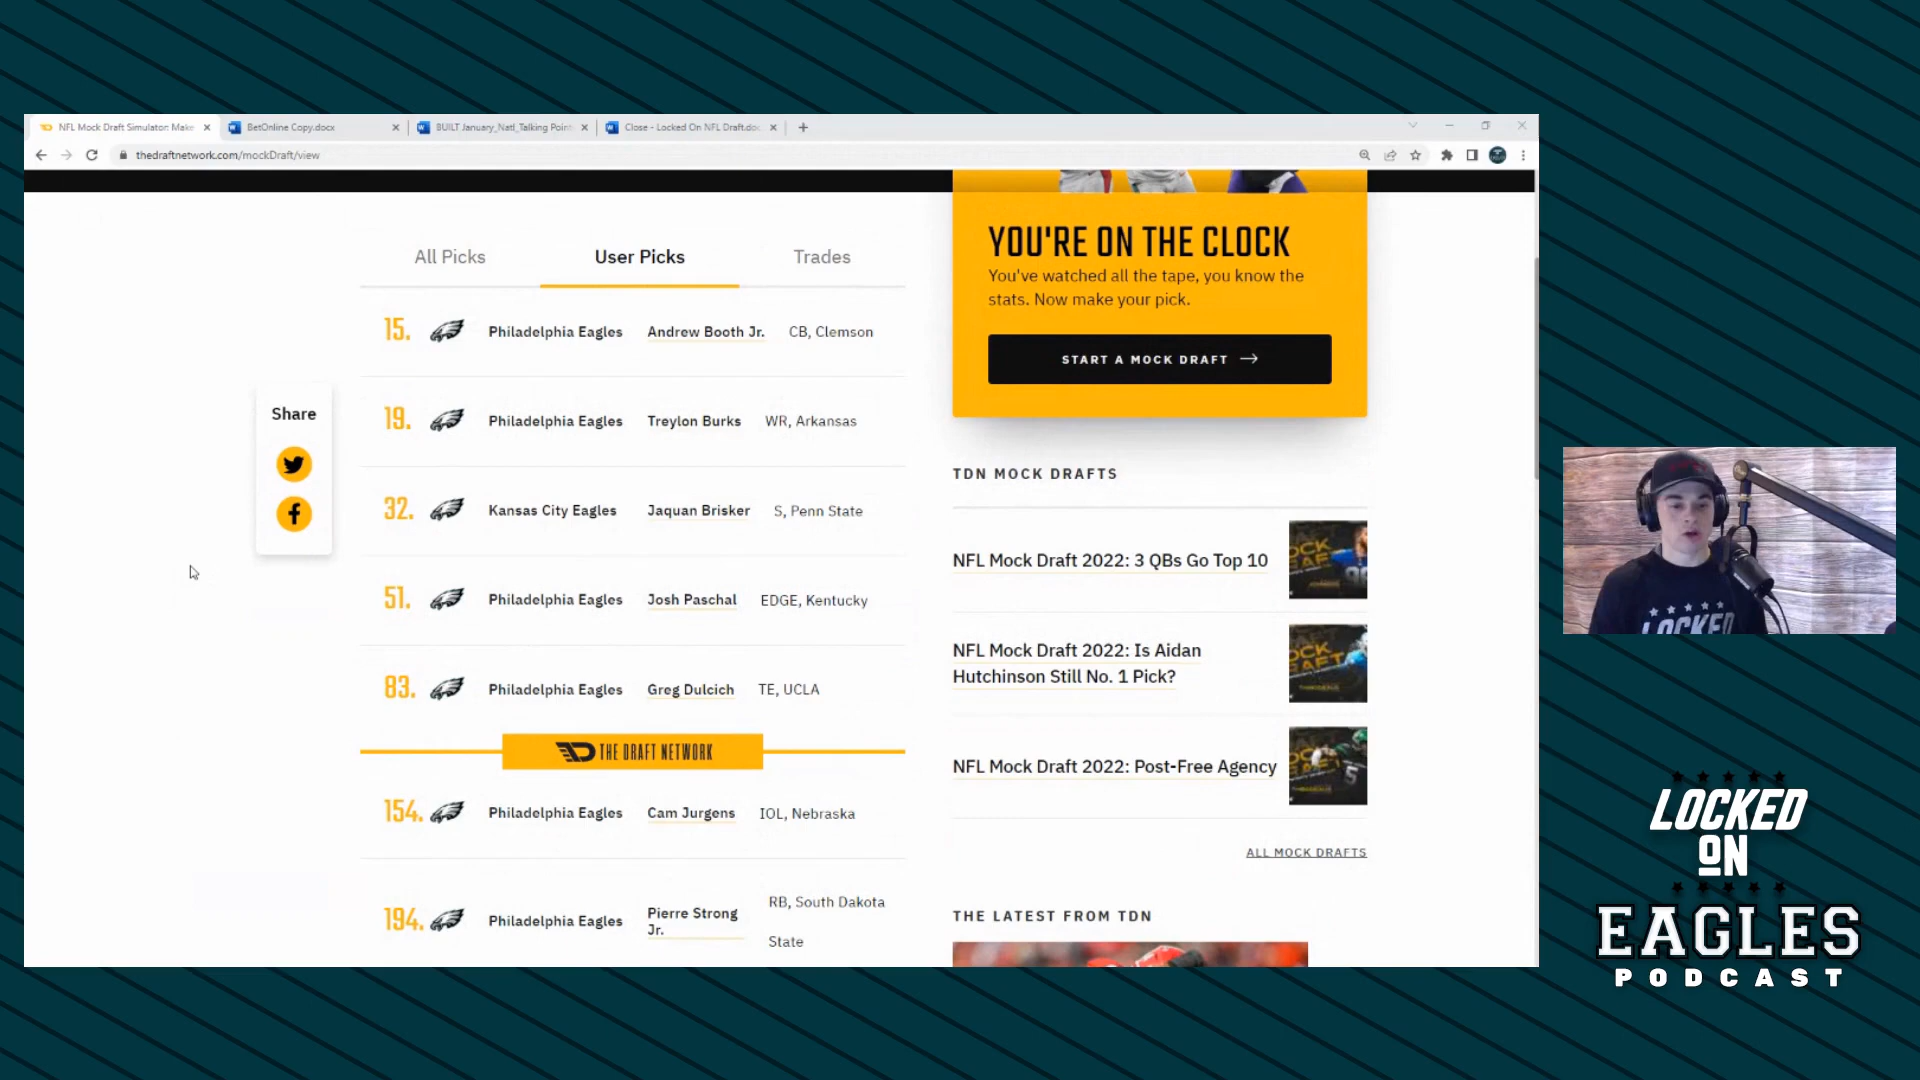 NFL Mock Draft Simulator: Make
BetOnline Copy.docx
BUILT January_Natl_Talking Point
Close - Locked On NFL Draft.doc
thedraftnetwork.com/mockDraft/view
All Picks
User Picks
Trades
15. Philadelphia Eagles Andrew Booth Jr. CB, Clemson
19. Philadelphia Eagles Treylon Burks WR, Arkansas
32. Kansas City Eagles Jaquan Brisker S, Penn State
51. Philadelphia Eagles Josh Paschal EDGE, Kentucky
83. Philadelphia Eagles Greg Dulcich TE, UCLA
THE DRAFT NETWORK
154. Philadelphia Eagles Cam Jurgens IOL, Nebraska
194. Philadelphia Eagles Pierre Strong Jr. RB, South Dakota State
Share
YOU'RE ON THE CLOCK
You've watched all the tape, you know the
stats. Now make your pick.
START A MOCK DRAFT
TDN MOCK DRAFTS
NFL Mock Draft 2022: 3 QBs Go Top 10
NFL Mock Draft 2022: Is Aidan
Hutchinson Still No. 1 Pick?
NFL Mock Draft 2022: Post-Free Agency
ALL MOCK DRAFTS
THE LATEST FROM TDN
LOCKED
LOCKED
ON
EAGLES
PODCAST